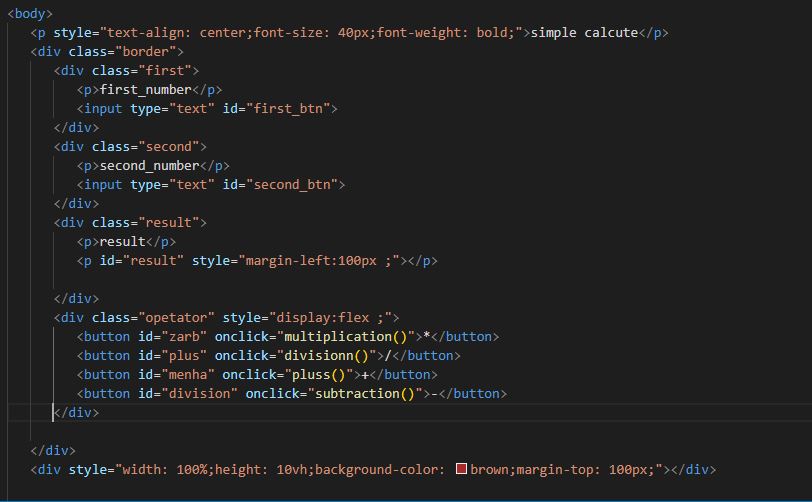 <body>
<p style="text-align: center;font-size: 40px;font-weight: bold;">simple calcute</p>
<div class="border">
<div class="first">
<p>first_number</p>
<input type="text" id="first_btn">
</div>
<div class="second">
<p>second_number</p>
<input type="text" id="second_btn">
</div>
<div class="result">
<p>result</p>
<p id="result" style="margin-left:100px ;"></p>
</div>
<div class="opetator" style="display:flex ;">
<button id="zarb" onclick="multiplication()">*</button>
<button id="plus" onclick="divisionn()">/</button>
<button id="menha" onclick="pluss()">+</button>
<button id="division" onclick="subtraction()">-</button>
</div>
</div>
<div style="width: 100%;height: 10vh;background-color: brown;margin-top: 100px;"></div>